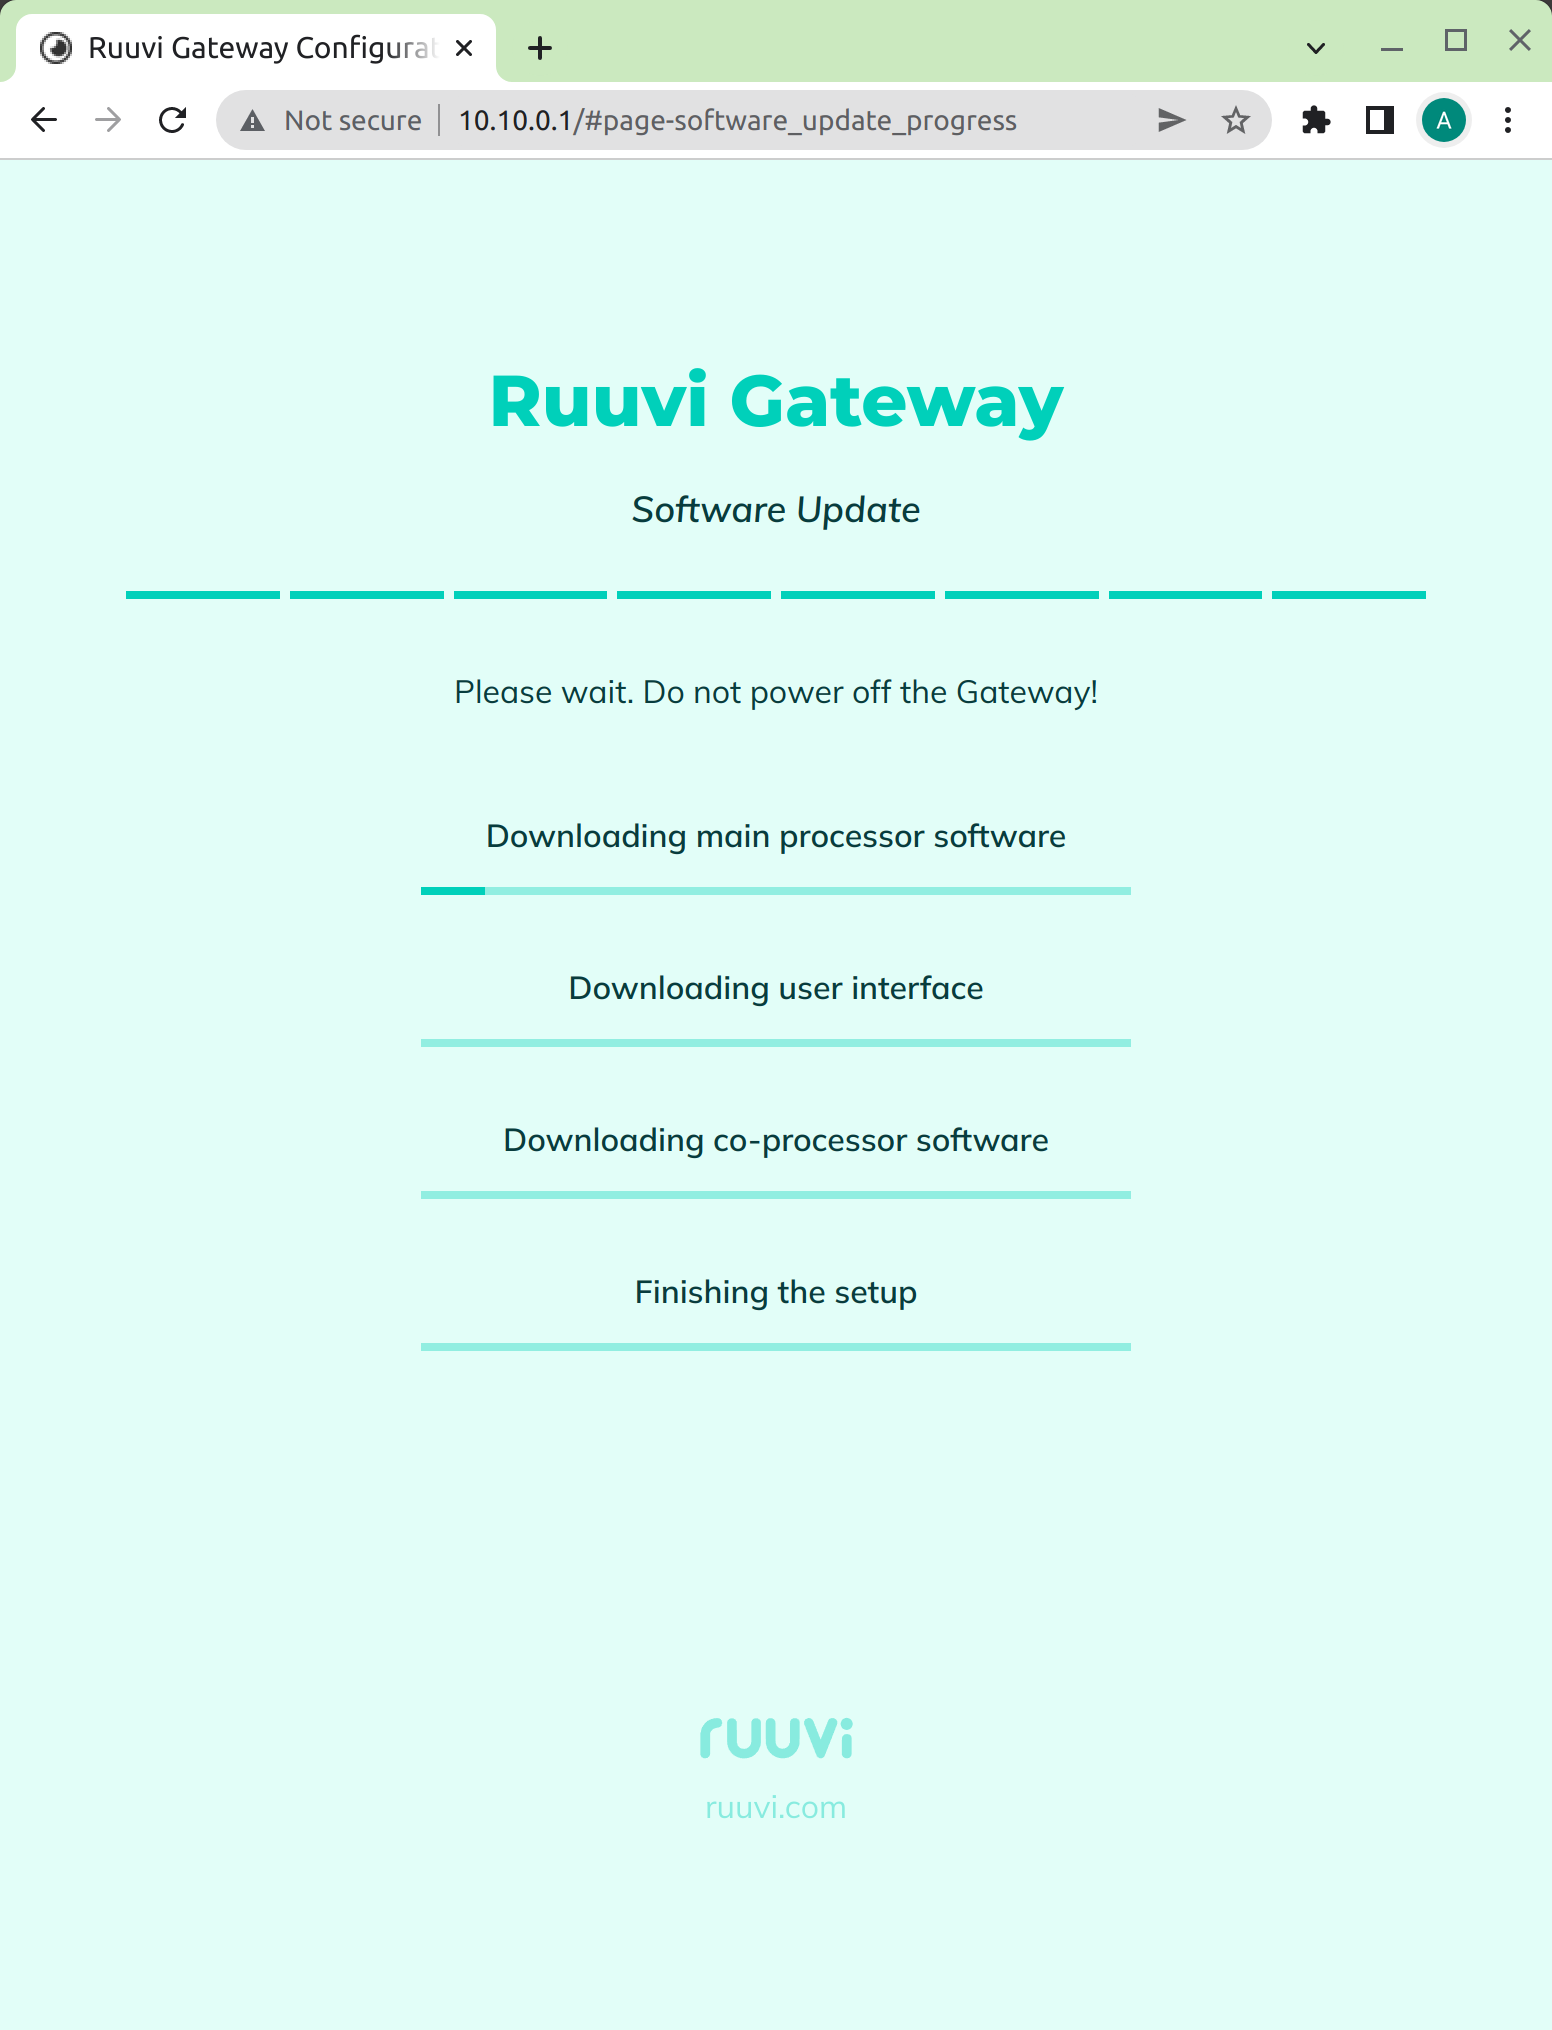 Ruuvi Gateway Configurat
Not secure
10.10.0.1/#page-software_update_progress
A
Ruuvi Gateway
Software Update
Please wait. Do not power off the Gateway!
Downloading main processor software
Downloading user interface
Downloading co-processor software
Finishing the setup
ruuvi
ruuvi.com